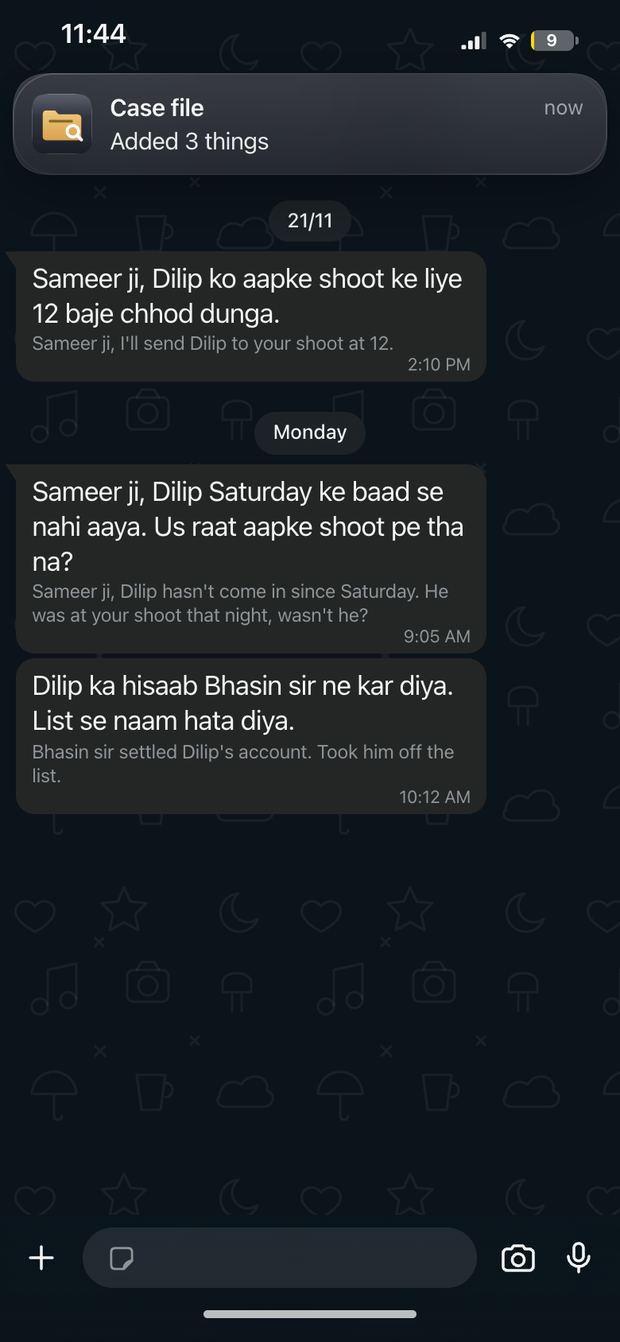 11:44
9
Case file
now
Added 3 things
21/11
Sameer ji, Dilip ko aapke shoot ke liye
12 baje chhod dunga.
Sameer ji, I'll send Dilip to your shoot at 12.
2:10 PM
Monday
Sameer ji, Dilip Saturday ke baad se
nahi aaya. Us raat aapke shoot pe tha
na?
Sameer ji, Dilip hasn't come in since Saturday. He
was at your shoot that night, wasn't he?
9:05 AM
Dilip ka hisaab Bhasin sir ne kar diya.
List se naam hata diya.
Bhasin sir settled Dilip's account. Took him off the
list.
10:12 AM